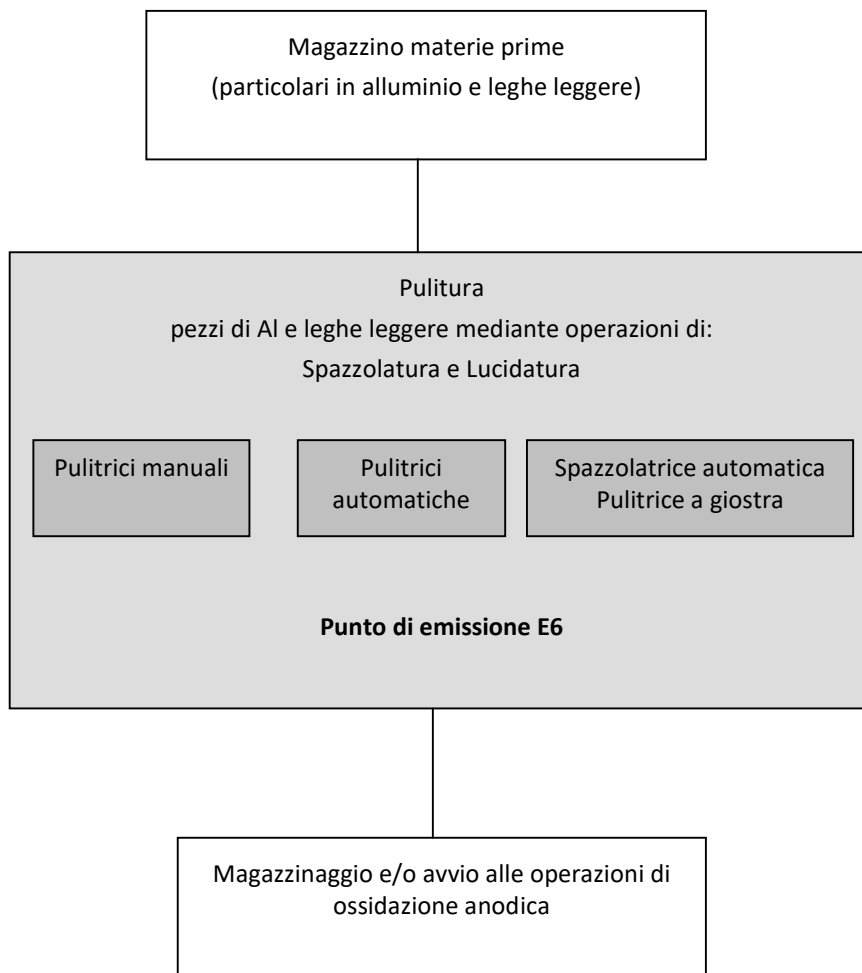 Magazzino materie prime
(particolari in alluminio e leghe leggere)
Pulitura
pezzi di Al e leghe leggere mediante operazioni di:
Spazzolatura e Lucidatura
Pulitrici manuali
Pulitrici
automatiche
Spazzolatrice automatica
Pulitrice a giostra
Punto di emissione E6
Magazzinaggio e/o avvio alle operazioni di
ossidazione anodica